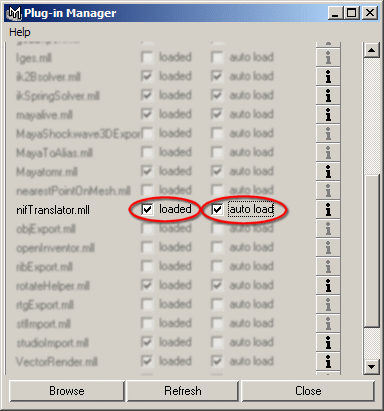 Plug-in Manager
Help
Iges.mll loaded auto load i
ik2Bsolver.mll loaded auto load i
ikSpringSolver.mll loaded auto load i
mayalive.mll loaded auto load i
MayaShockwave3DExpor loaded auto load i
MayaToAlias.mll loaded auto load i
Mayatomr.mll loaded auto load i
nearestPointOnMesh.mll loaded auto load i
nifTranslator.mll loaded auto load i
objExport.mll loaded auto load i
openInventor.mll loaded auto load i
ribExport.mll loaded auto load i
rotateHelper.mll loaded auto load i
rtgExport.mll loaded auto load i
stlImport.mll loaded auto load i
studioImport.mll loaded auto load i
VectorRender.mll loaded auto load i
Browse Refresh Close